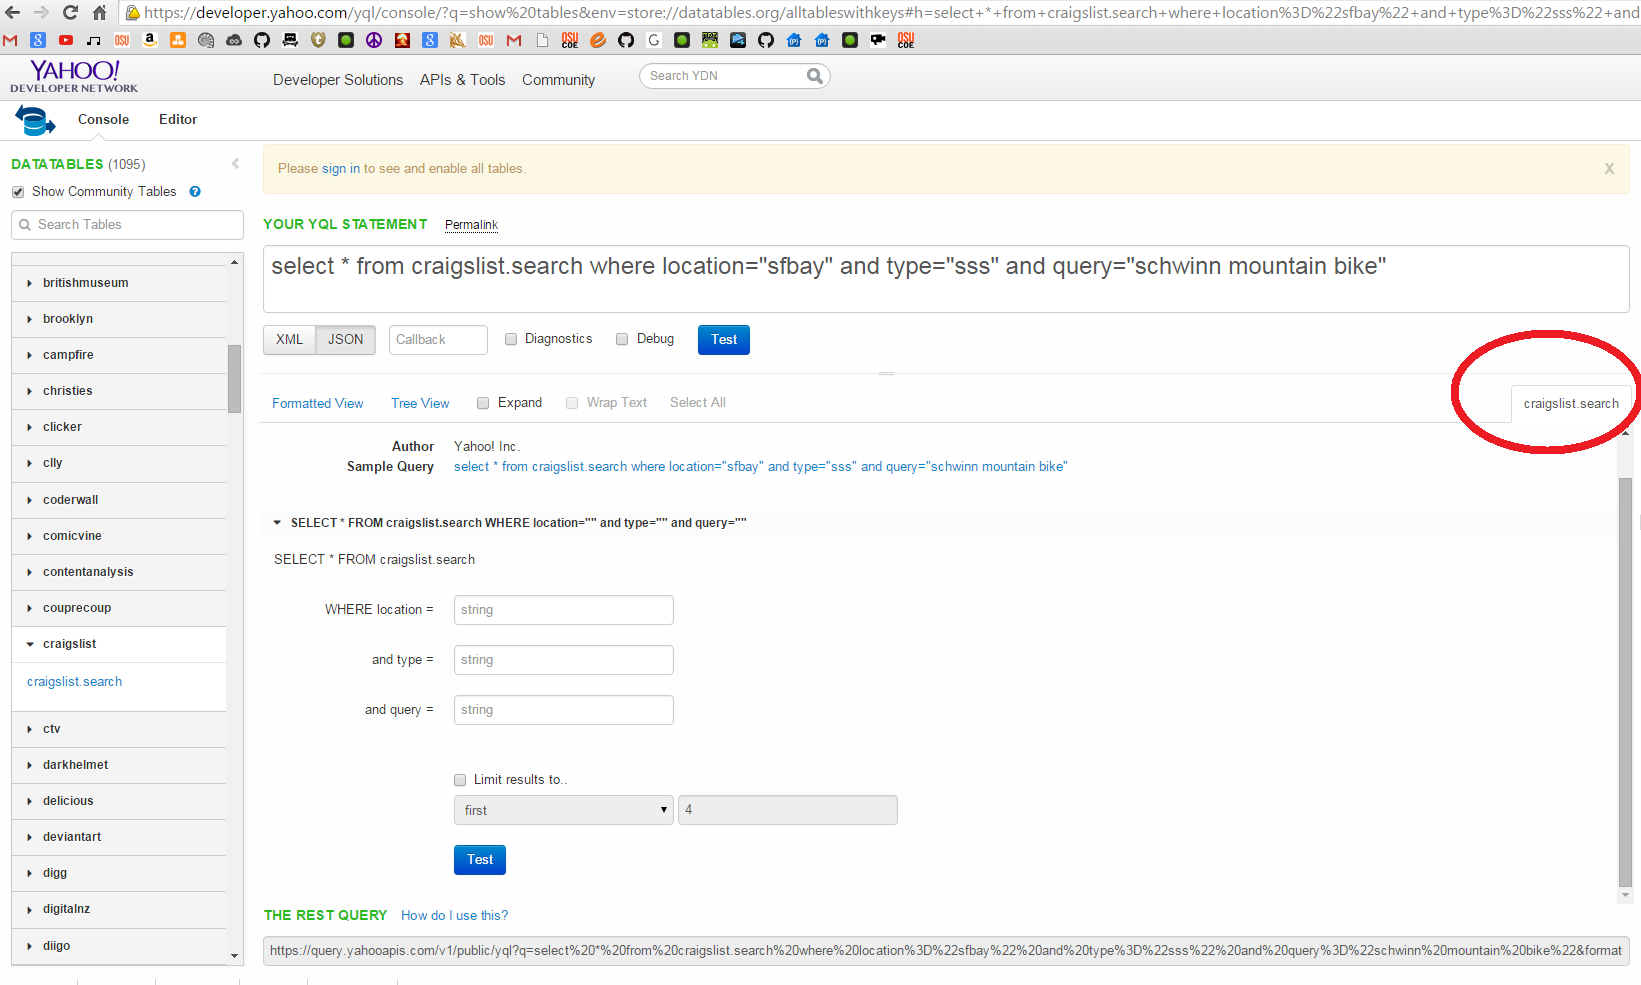 https://developer.yahoo.com/yql/console/?q=show%20tables&env=store://datatables.org/alltableswithkeys#h=select+*+from+craigslist.search+where+location%3D%22sfbay%22+and+type%3D%22sss%22+and
YAHOO!
DEVELOPER NETWORK
Developer Solutions APIs & Tools Community Search YDN
Console Editor
DATATABLES (1095)
Show Community Tables ?
Search Tables
britishmuseum
brooklyn
campfire
christies
clicker
clly
coderwall
comicvine
contentanalysis
couprecoup
craigslist
craigslist.search
ctv
darkhelmet
delicious
deviantart
digg
digitalnz
diigo
Please sign in to see and enable all tables. X
YOUR YQL STATEMENT Permalink
select * from craigslist.search where location="sfbay" and type="sss" and query="schwinn mountain bike"
XML JSON Callback Diagnostics Debug Test
Formatted View Tree View Expand Wrap Text Select All craigslist.search
Author Yahoo! Inc.
Sample Query select * from craigslist.search where location="sfbay" and type="sss" and query="schwinn mountain bike"
SELECT * FROM craigslist.search WHERE location="" and type="" and query=""
SELECT * FROM craigslist.search
WHERE location = string
and type = string
and query = string
Limit results to..
first 4
Test
THE REST QUERY How do I use this?
https://query.yahooapis.com/v1/public/yql?q=select%20*%20from%20craigslist.search%20where%20location%3D%22sfbay%22%20and%20type%3D%22sss%22%20and%20query%3D%22schwinn%20mountain%20bike%22&format